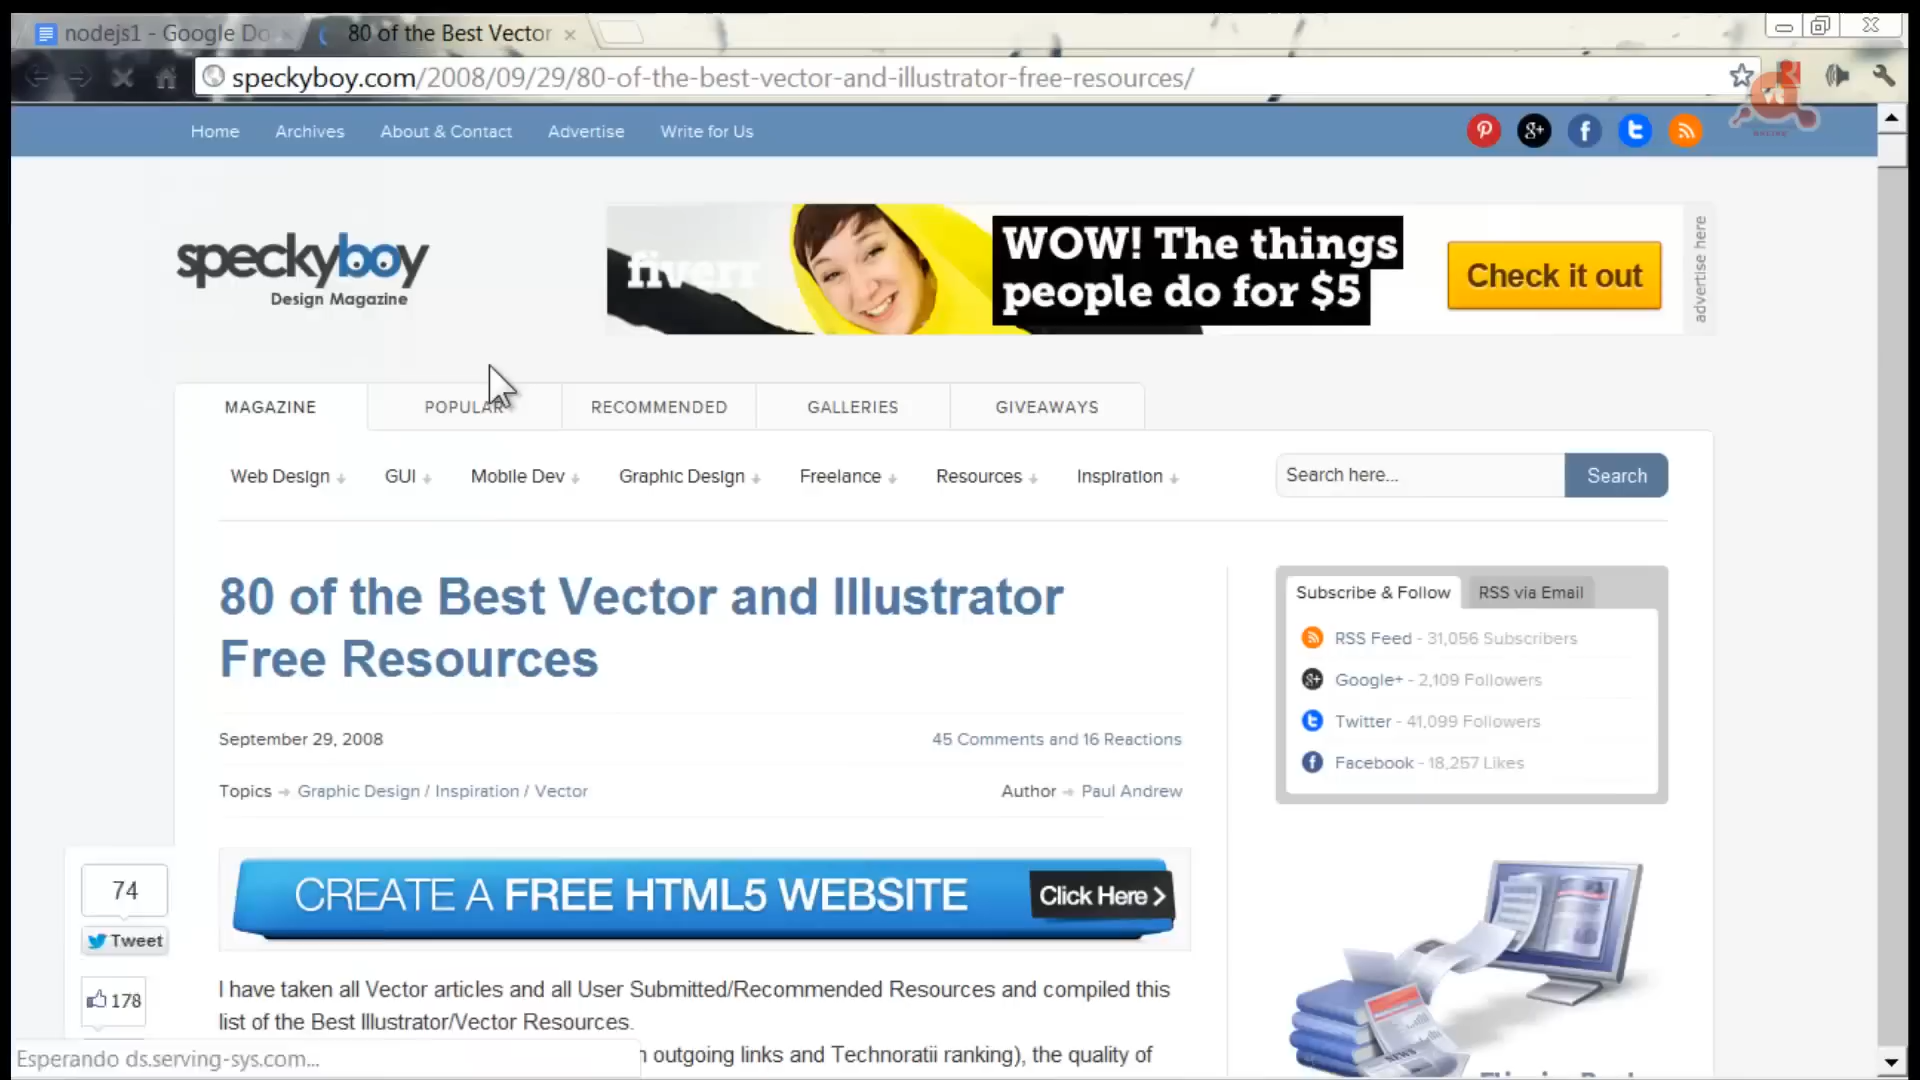 nodejs1 - Google Do
80 of the Best Vector
speckyboy.com/2008/09/29/80-of-the-best-vector-and-illustrator-free-resources/
Home Archives About & Contact Advertise Write for Us
speckyboy
Design Magazine
fiverr
WOW! The things
people do for $5
Check it out
advertise here
MAGAZINE POPULAR RECOMMENDED GALLERIES GIVEAWAYS
Web Design GUI Mobile Dev Graphic Design Freelance Resources Inspiration
Search here... Search
80 of the Best Vector and Illustrator
Free Resources
September 29, 2008
45 Comments and 16 Reactions
Topics Graphic Design / Inspiration / Vector
Author Paul Andrew
Subscribe & Follow RSS via Email
RSS Feed - 31,056 Subscribers
Google+ - 2,109 Followers
Twitter - 41,099 Followers
Facebook - 18,257 Likes
CREATE A FREE HTML5 WEBSITE Click Here >
74
Tweet
178
I have taken all Vector articles and all User Submitted/Recommended Resources and compiled this
list of the Best Illustrator/Vector Resources.
outgoing links and Technoratii ranking), the quality of
NEWS
Esperando ds.serving-sys.com...